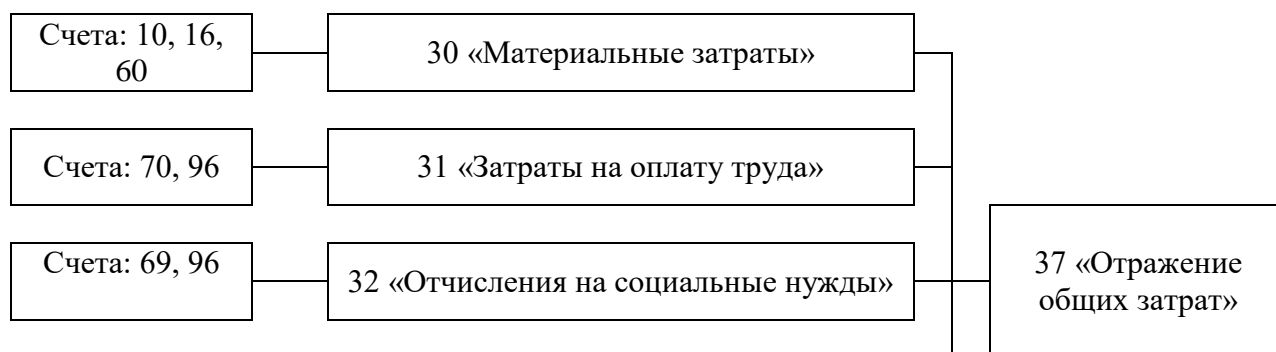 Счета: 10, 16,
60
30 «Материальные затраты»
Счета: 70, 96
31 «Затраты на оплату труда»
Счета: 69, 96
32 «Отчисления на социальные нужды»
37 «Отражение
общих затрат»